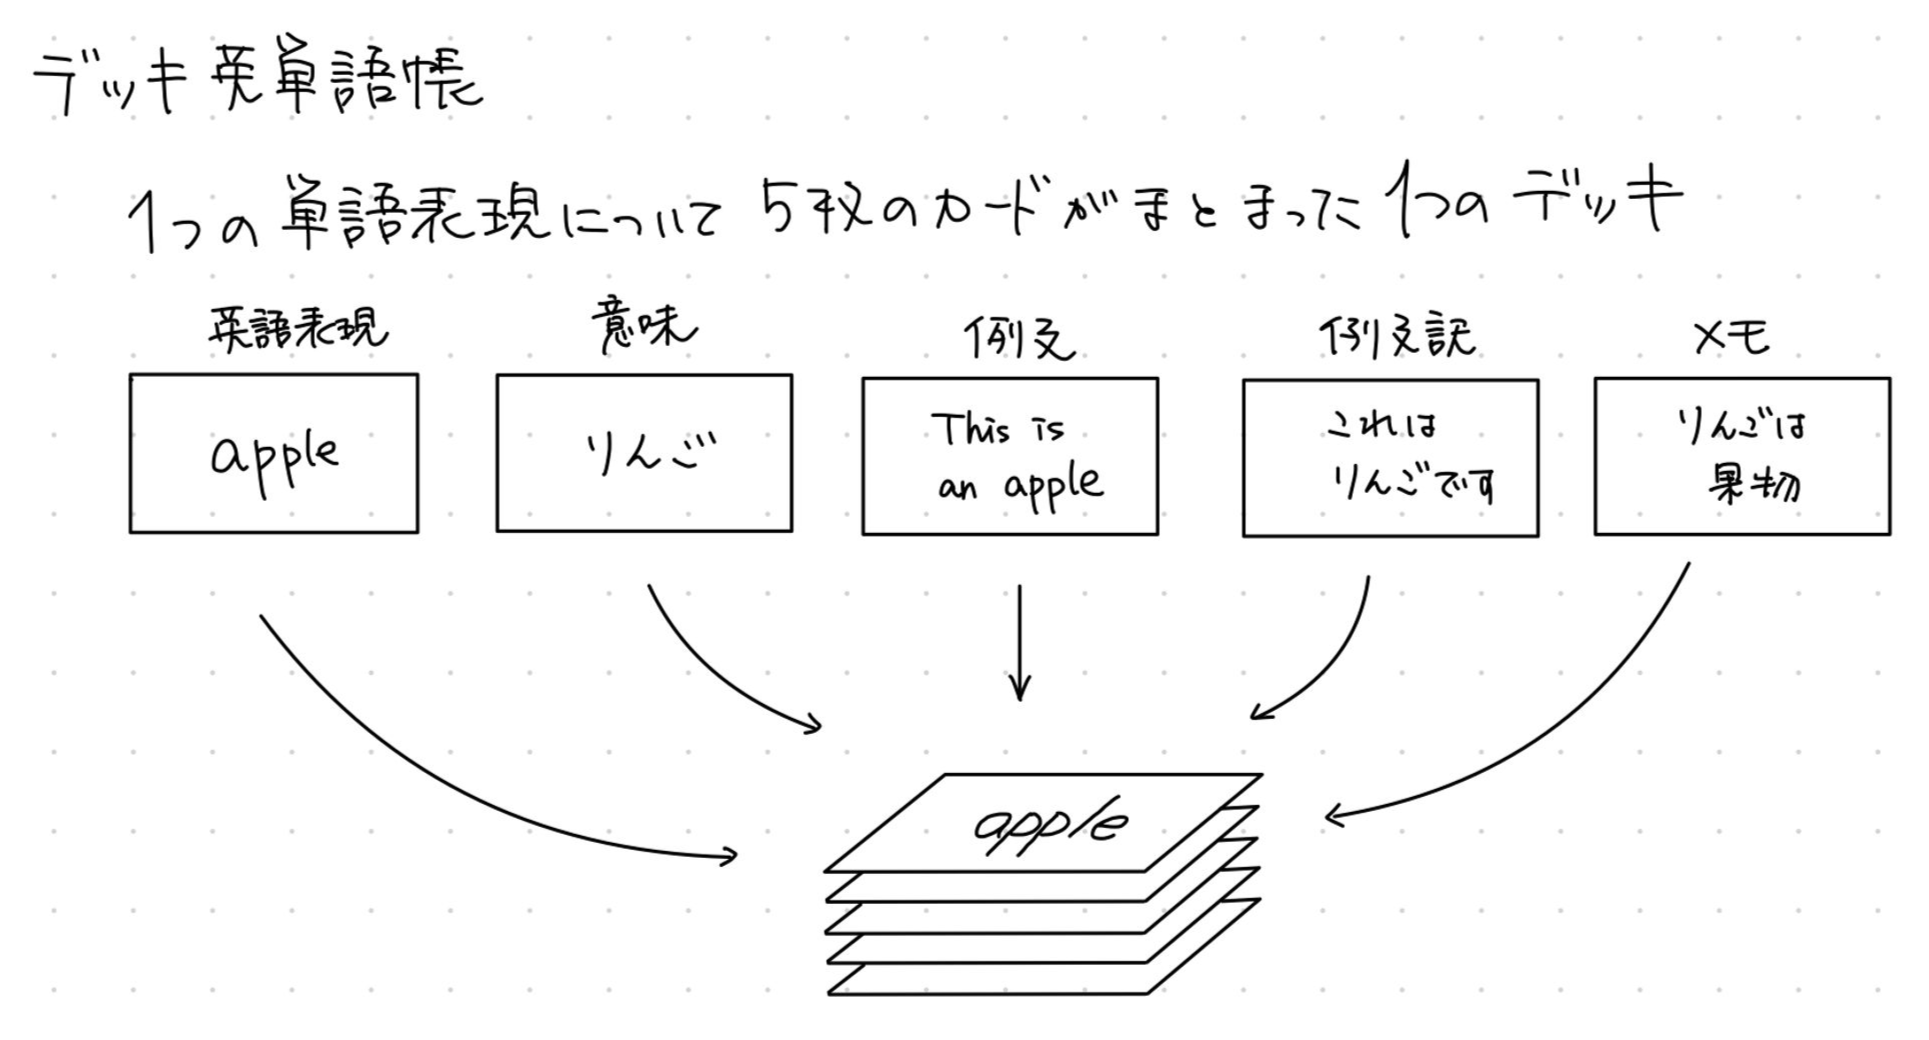 デッキ英単語帳
1つの単語表現について5枚のカードがまとまった1つのデッキ
英語表現
apple
意味
りんご
例文
This is
an apple
例文訳
これは
りんごです
メモ
りんごは
果物
apple